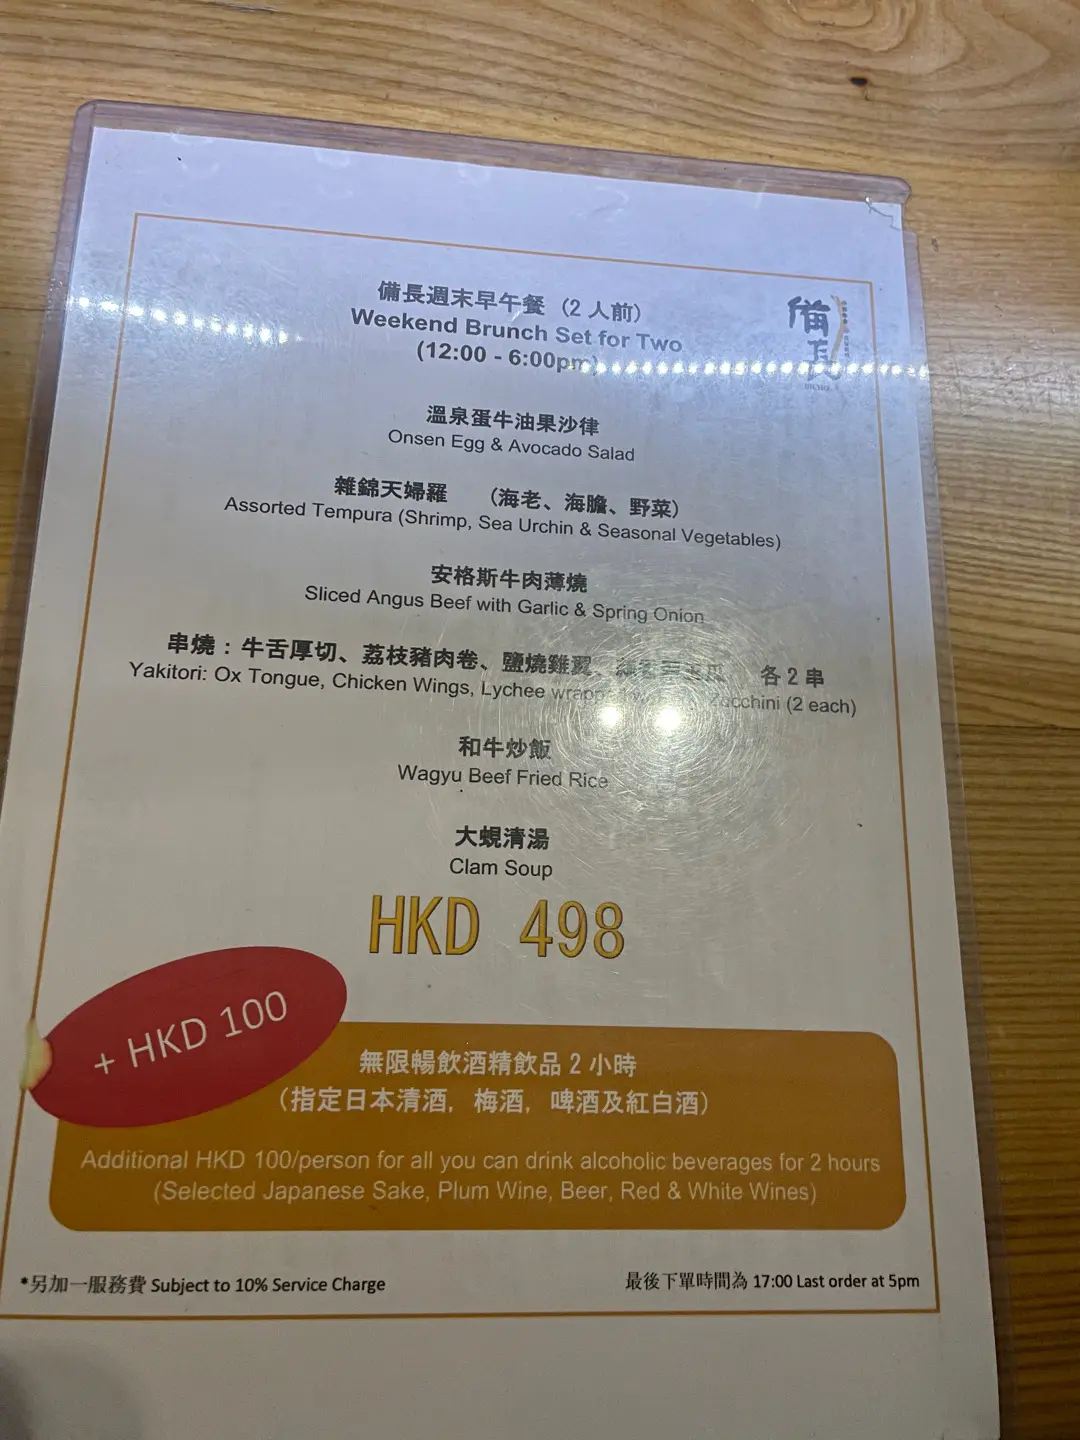 備長週末早午餐 (2 人前)
Weekend Brunch Set for Two
(12:00 - 6:00pm)
備長
溫泉蛋牛油果沙律
Onsen Egg & Avocado Salad
雜錦天婦羅 (海老、海膽、野菜)
Assorted Tempura (Shrimp, Sea Urchin & Seasonal Vegetables)
安格斯牛肉薄燒
Sliced Angus Beef with Garlic & Spring Onion
串燒：牛舌厚切、荔枝豬肉卷、鹽燒雞翼、 各 2 串
Yakitori: Ox Tongue, Chicken Wings, Lychee Zucchini (2 each)
和牛炒飯
Wagyu Beef Fried Rice
大蜆清湯
Clam Soup
HKD 498
+ HKD 100
無限暢飲酒精飲品 2 小時
(指定日本清酒, 梅酒, 啤酒及紅白酒)
Additional HKD 100/person for all you can drink alcoholic beverages for 2 hours
(Selected Japanese Sake, Plum Wine, Beer, Red & White Wines)
*另加一服務費 Subject to 10% Service Charge
最後下單時間為 17:00 Last order at 5pm